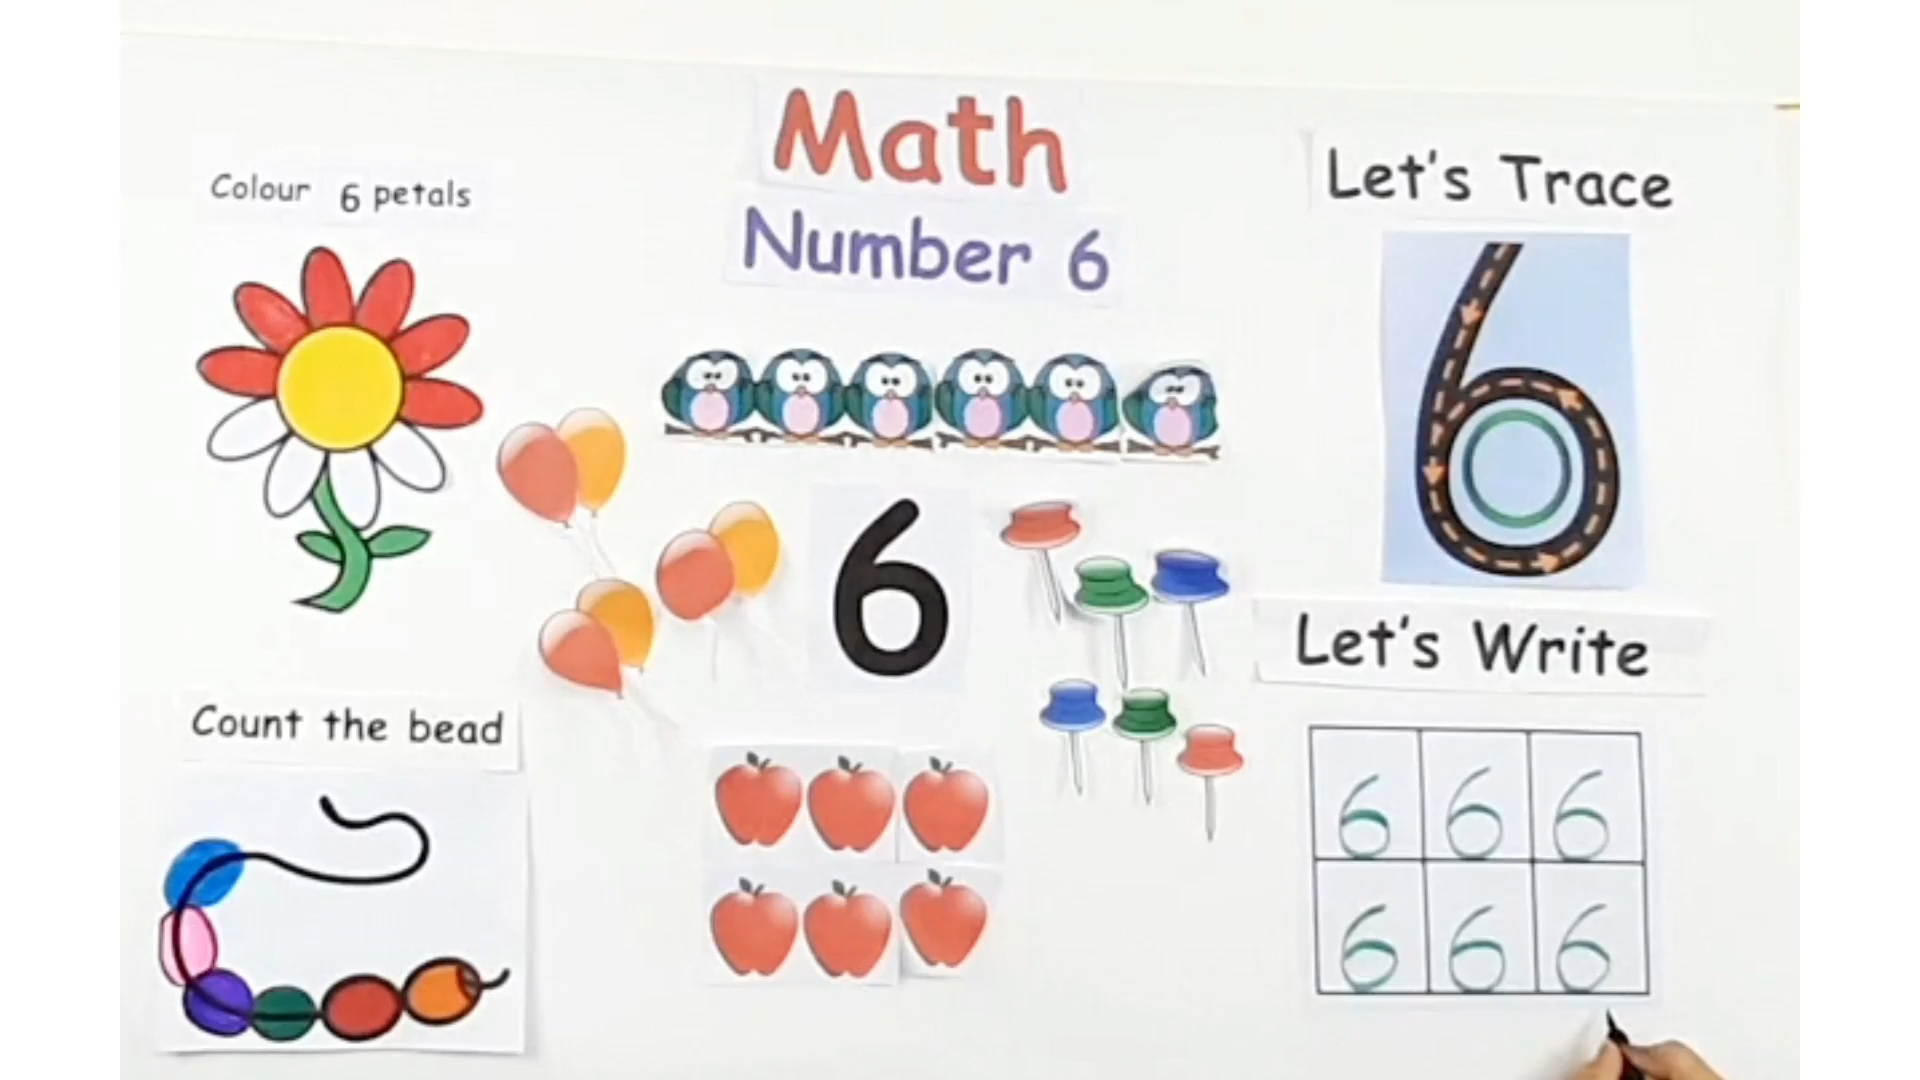 Math
Number 6
Colour 6 petals
Count the bead
6
Let's Trace
6
Let's Write
6 6 6
6 6 6